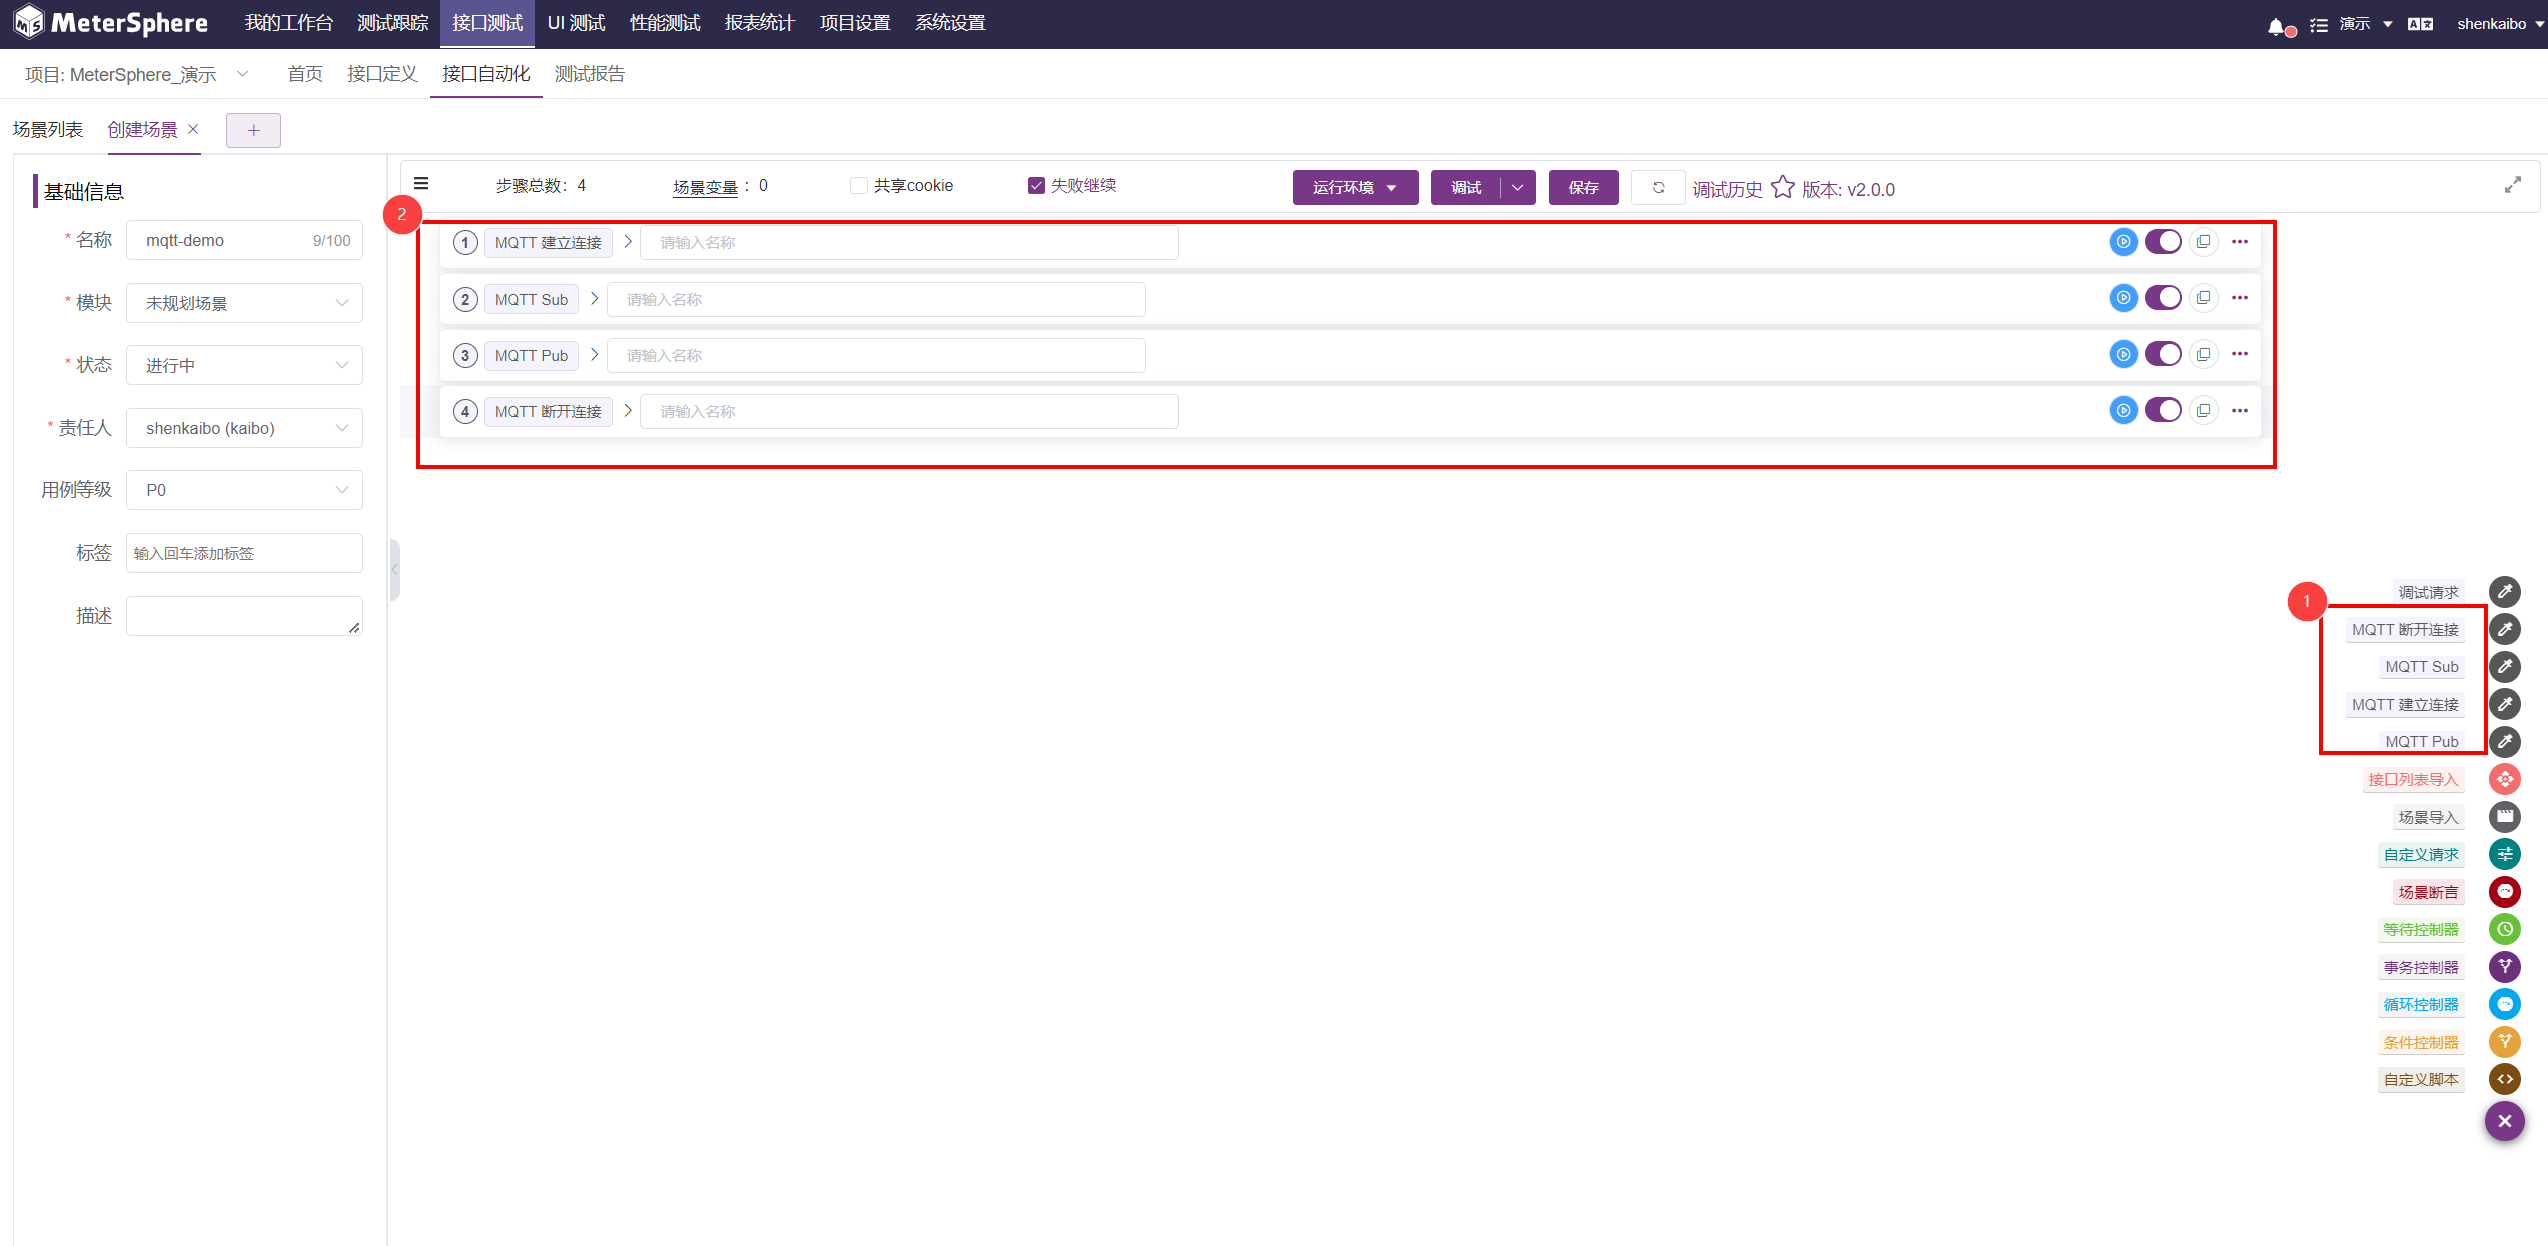 MeterSphere 我的工作台 测试跟踪 接口测试 UI 测试 性能测试 报表统计 项目设置 系统设置 演示 shenkaibo
项目: MeterSphere_演示 首页 接口定义 接口自动化 测试报告
场景列表 创建场景
基础信息
* 名称 mqtt-demo 9/100
* 模块 未规划场景
* 状态 进行中
* 责任人 shenkaibo (kaibo)
用例等级 P0
标签 输入回车添加标签
描述
步骤总数: 4 场景变量 : 0 共享cookie 失败继续 运行环境 调试 保存 调试历史 版本: v2.0.0
2
1 MQTT 建立连接 请输入名称
2 MQTT Sub 请输入名称
3 MQTT Pub 请输入名称
4 MQTT 断开连接 请输入名称
1
调试请求
MQTT 断开连接
MQTT Sub
MQTT 建立连接
MQTT Pub
接口列表导入
场景导入
自定义请求
场景断言
等待控制器
事务控制器
循环控制器
条件控制器
自定义脚本